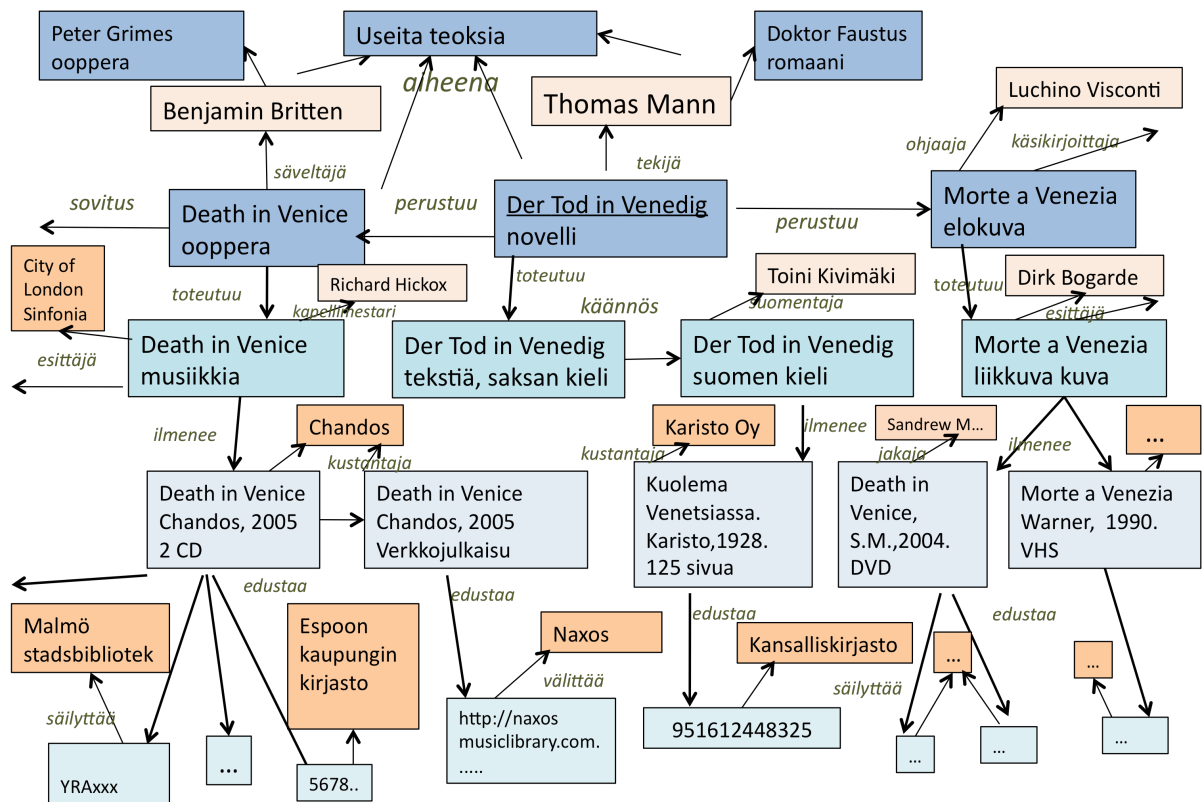 Peter Grimes
ooppera
Useita teoksia
Doktor Faustus
romaani
aiheena
Benjamin Britten
Thomas Mann
Luchino Visconti
säveltäjä
tekijä
ohjaaja
käsikirjoittaja
sovitus
Death in Venice
ooppera
perustuu
Der Tod in Venedig
novelli
perustuu
Morte a Venezia
elokuva
City of
London
Sinfonia
toteutuu
Richard Hickox
kapellimestari
toteutuu
käännös
Toini Kivimäki
suomentaja
toteutuu
Dirk Bogarde
esittäjä
esittäjä
Death in Venice
musiikkia
Der Tod in Venedig
tekstiä, saksan kieli
Der Tod in Venedig
suomen kieli
Morte a Venezia
liikkuva kuva
ilmenee
Chandos
kustantaja
Karisto Oy
kustantaja
ilmenee
Sandrew M...
jakaja
ilmenee
...
Death in Venice
Chandos, 2005
2 CD
Death in Venice
Chandos, 2005
Verkkojulkaisu
Kuolema
Venetsiassa.
Karisto,1928.
125 sivua
Death in
Venice,
S.M.,2004.
DVD
Morte a Venezia
Warner, 1990.
VHS
edustaa
edustaa
edustaa
edustaa
Malmö
stadsbibliotek
Espoon
kaupungin
kirjasto
Naxos
Kansalliskirjasto
...
...
säilyttää
välittää
säilyttää
YRAxxx
...
5678..
http://naxos
musiclibrary.com.
.....
951612448325
...
...
...